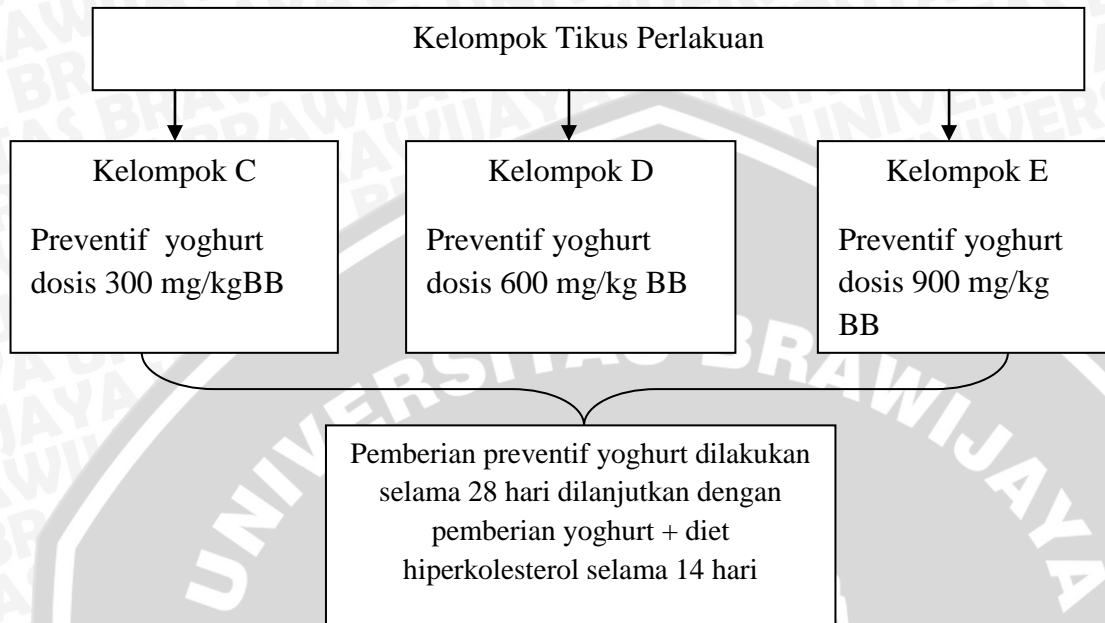 Kelompok Tikus Perlakuan
Kelompok C
Preventif yoghurt
dosis 300 mg/kgBB
Kelompok D
Preventif yoghurt
dosis 600 mg/kg BB
Kelompok E
Preventif yoghurt
dosis 900 mg/kg
BB
Pemberian preventif yoghurt dilakukan
selama 28 hari dilanjutkan dengan
pemberian yoghurt + diet
hiperkolesterol selama 14 hari
UNIVERSITAS BRAWIJAYA